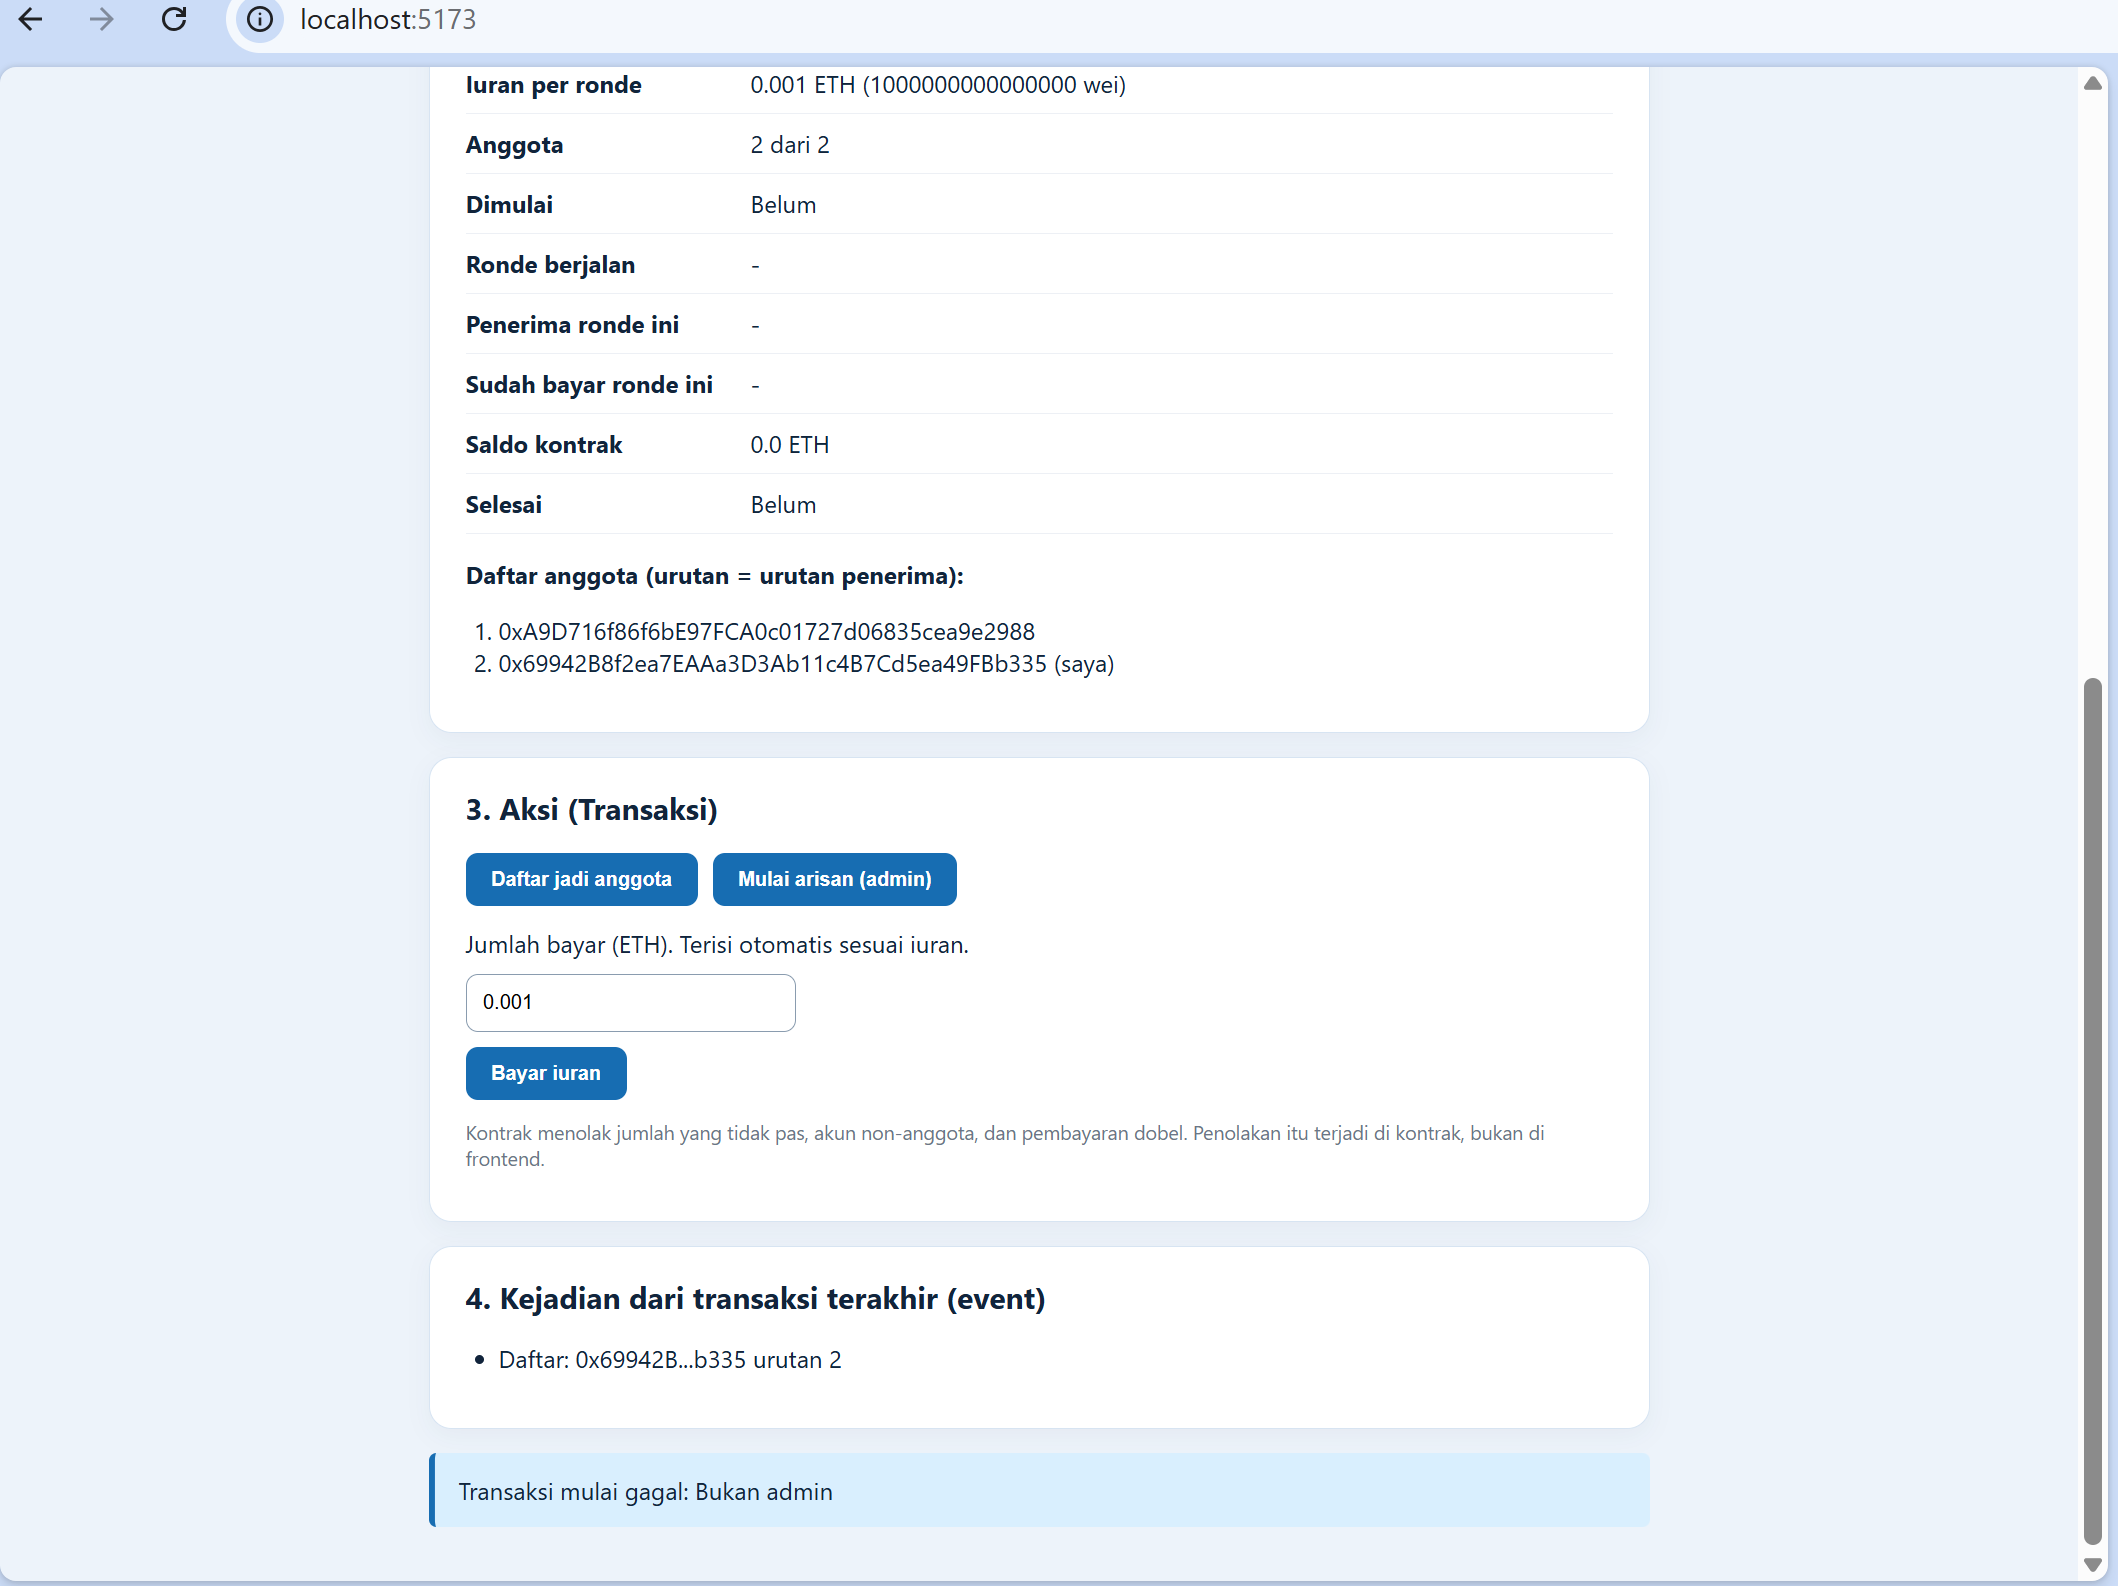 localhost:5173
Iuran per ronde 0.001 ETH (1000000000000000 wei)
Anggota 2 dari 2
Dimulai Belum
Ronde berjalan -
Penerima ronde ini -
Sudah bayar ronde ini -
Saldo kontrak 0.0 ETH
Selesai Belum
Daftar anggota (urutan = urutan penerima):
1. 0xA9D716f86f6bE97FCA0c01727d06835cea9e2988
2. 0x69942B8f2ea7EAAa3D3Ab11c4B7Cd5ea49FBb335 (saya)
3. Aksi (Transaksi)
Daftar jadi anggota Mulai arisan (admin)
Jumlah bayar (ETH). Terisi otomatis sesuai iuran.
0.001
Bayar iuran
Kontrak menolak jumlah yang tidak pas, akun non-anggota, dan pembayaran dobel. Penolakan itu terjadi di kontrak, bukan di
frontend.
4. Kejadian dari transaksi terakhir (event)
• Daftar: 0x69942B...b335 urutan 2
Transaksi mulai gagal: Bukan admin